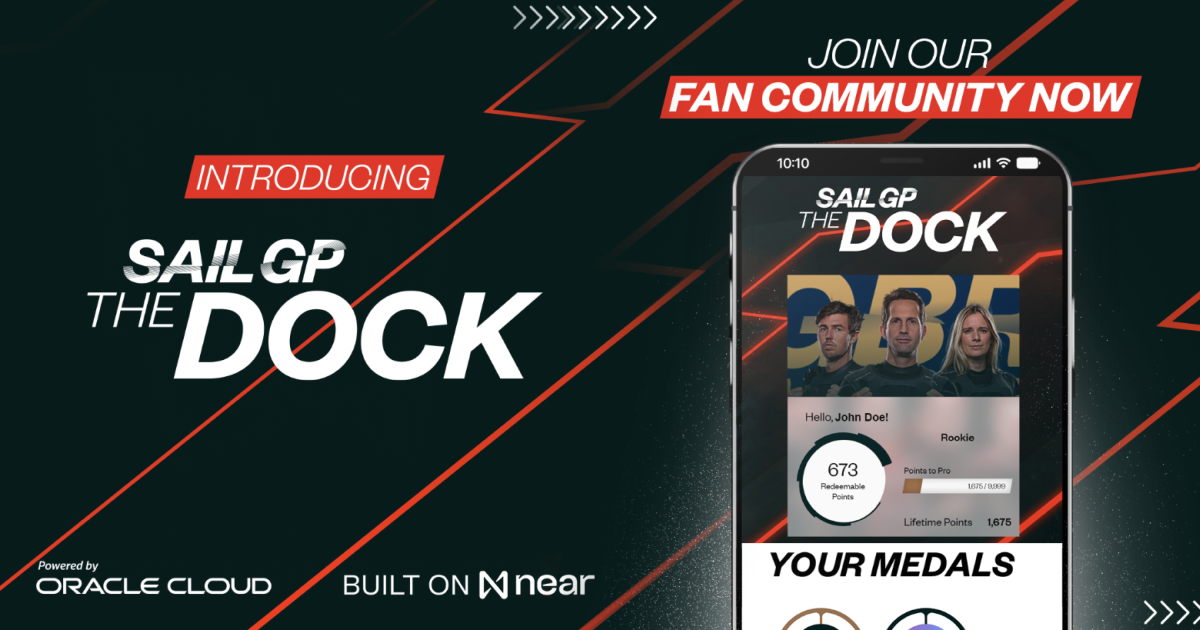 INTRODUCING
SAIL GP
THE DOCK
Powered by
ORACLE CLOUD
BUILT ON near
JOIN OUR
FAN COMMUNITY NOW
10:10
SAIL GP
THE DOCK
GBR
Hello, John Doe!
Rookie
673
Redeemable
Points
Points to Pro
1,675 / 9,999
Lifetime Points 1,675
YOUR MEDALS